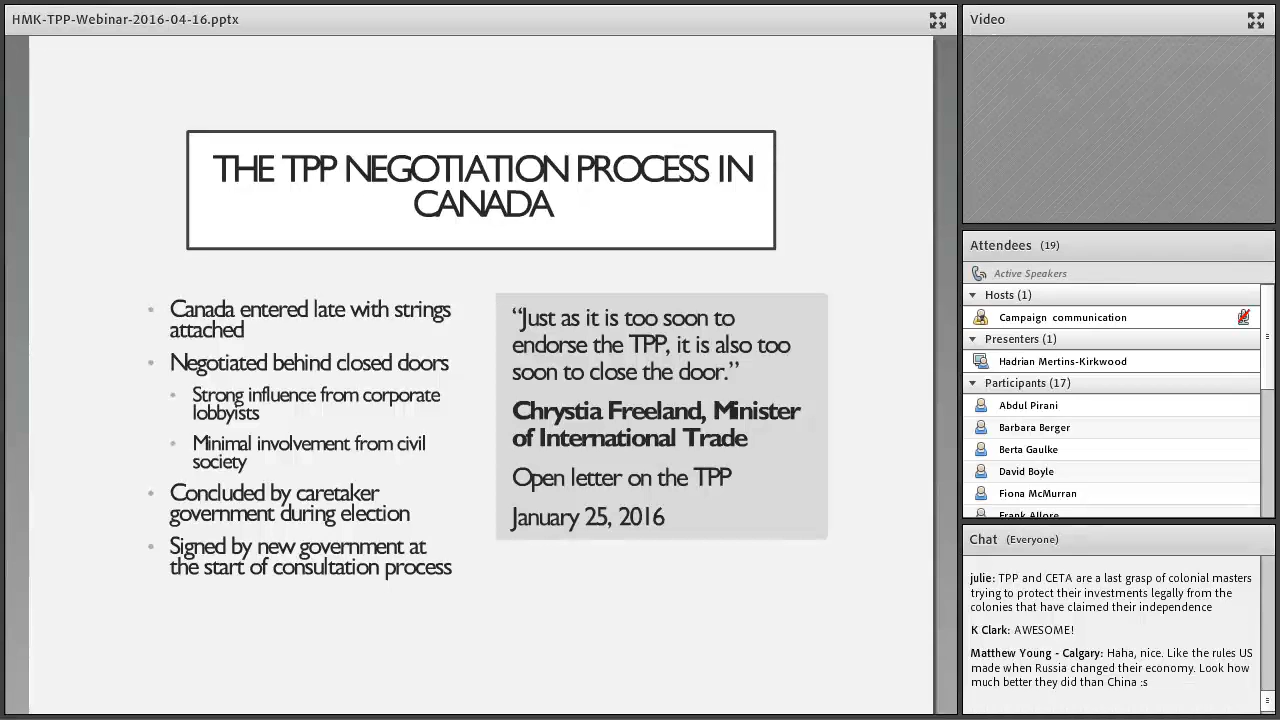 HMK-TPP-Webinar-2016-04-16.pptx
THE TPP NEGOTIATION PROCESS IN
CANADA
• Canada entered late with strings
attached
• Negotiated behind closed doors
• Strong influence from corporate
lobbyists
• Minimal involvement from civil
society
• Concluded by caretaker
government during election
• Signed by new government at
the start of consultation process
“Just as it is too soon to
endorse the TPP, it is also too
soon to close the door.”
Chrystia Freeland, Minister
of International Trade
Open letter on the TPP
January 25, 2016
Video
Attendees (19)
Active Speakers
Hosts (1)
Campaign communication
Presenters (1)
Hadrian Mertins-Kirkwood
Participants (17)
Abdul Pirani
Barbara Berger
Berta Gaulke
David Boyle
Fiona McMurran
Frank Allore
Chat (Everyone)
julie: TPP and CETA are a last grasp of colonial masters
trying to protect their investments legally from the
colonies that have claimed their independence
K Clark: AWESOME!
Matthew Young - Calgary: Haha, nice. Like the rules US
made when Russia changed their economy. Look how
much better they did than China :s